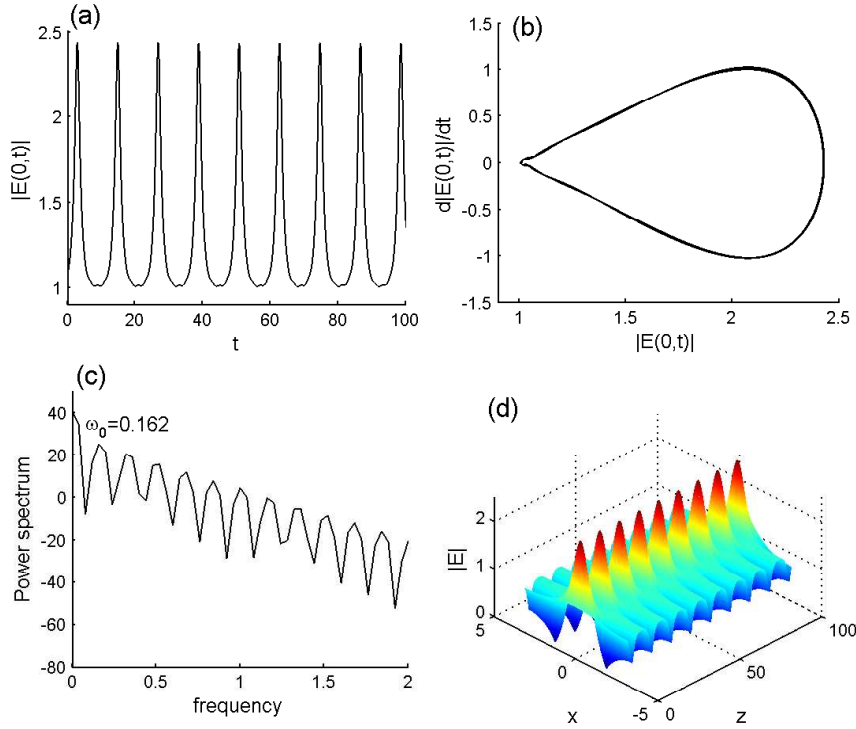 (a)
2.5
2
1.5
1
|E(0,t)|
0 20 40 60 80 100
t
(b)
1.5
1
0.5
0
-0.5
-1
-1.5
d|E(0,t)|/dt
1 1.5 2 2.5
|E(0,t)|
(c)
40
20
0
-20
-40
-60
-80
ω₀=0.162
Power spectrum
0 0.5 1 1.5 2
frequency
(d)
2
1
0
|E|
5
0
-5
x
0
50
100
z